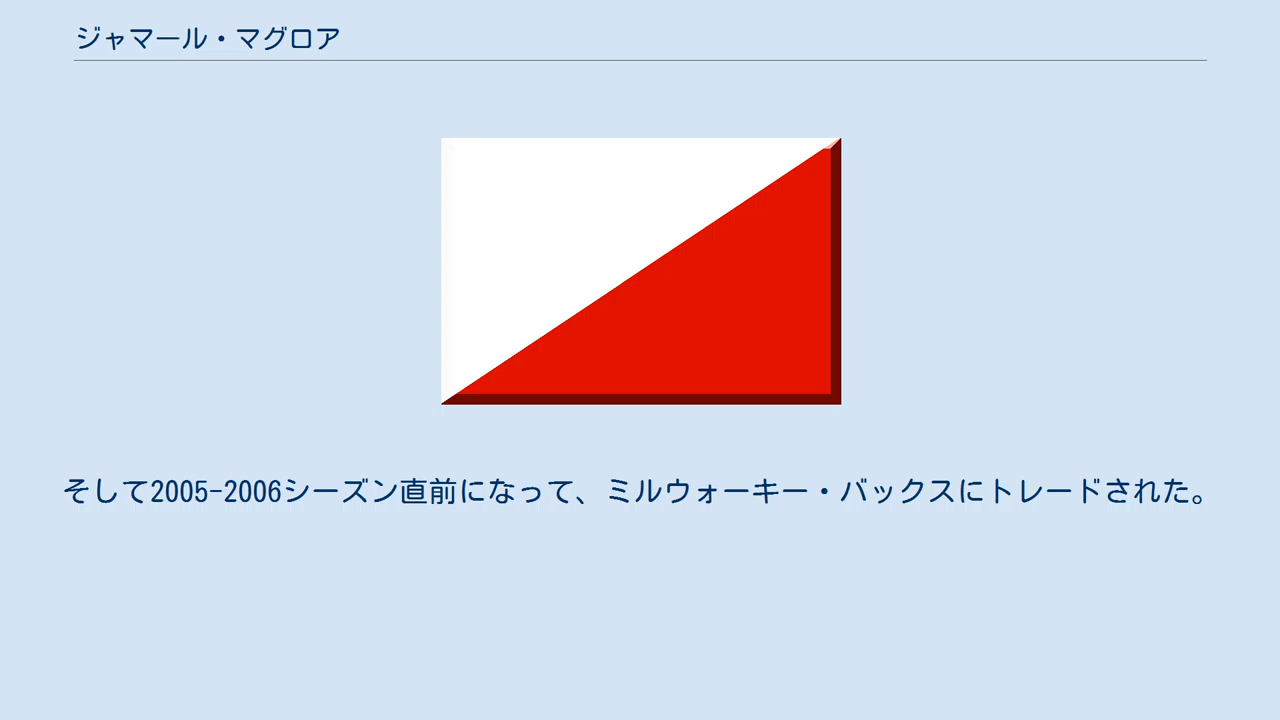 ジャマール・マグロア
そして2005-2006シーズン直前になって、ミルウォーキー・バックスにトレードされた。